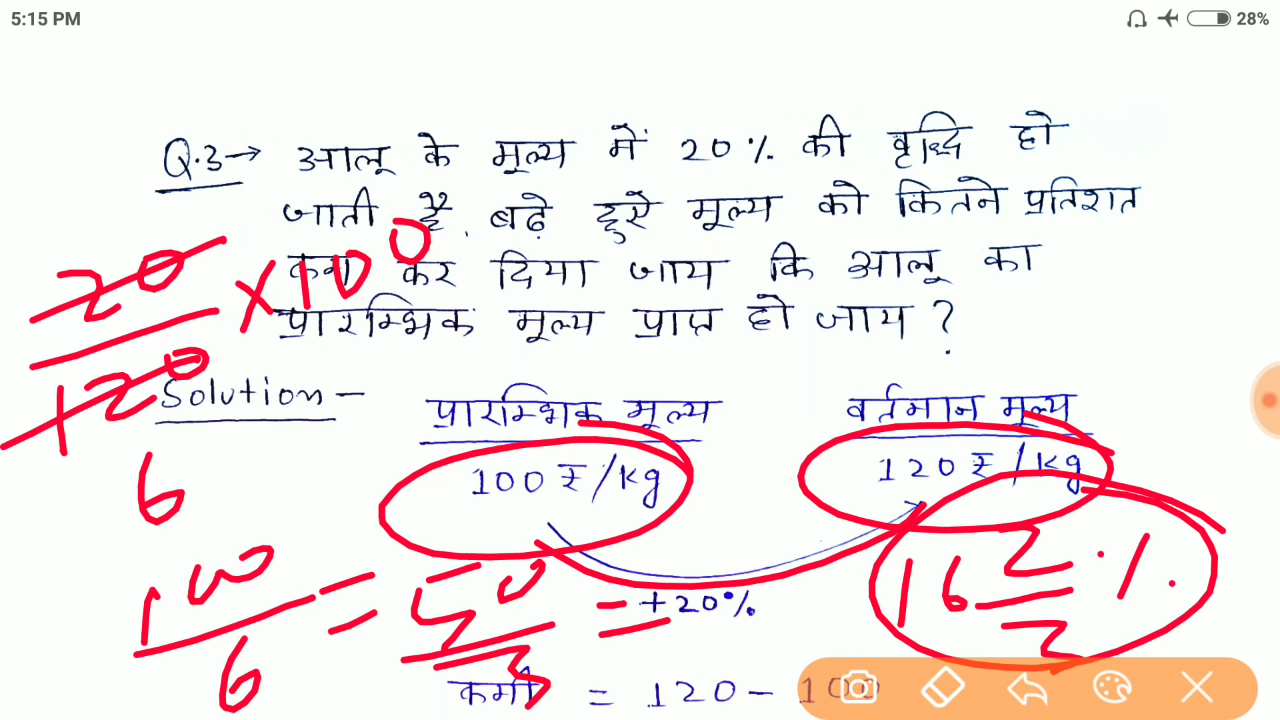 5:15 PM
28%
Q.3→ आलू के मूल्य में 20% की वृद्धि हो
जाती है, बढ़े हुऐ मूल्य को कितने प्रतिशत
कम कर दिया जाय कि आलू का
प्रारम्भिक मूल्य प्राप्त हो जाय ?
20
× 100
120
6
Solution –
प्रारम्भिक मूल्य
वर्तमान मूल्य
100 ₹ /kg
120 ₹ /kg
+20%
100/6 = 50/3 = 16 2/3 %
कमी = 120 – 100